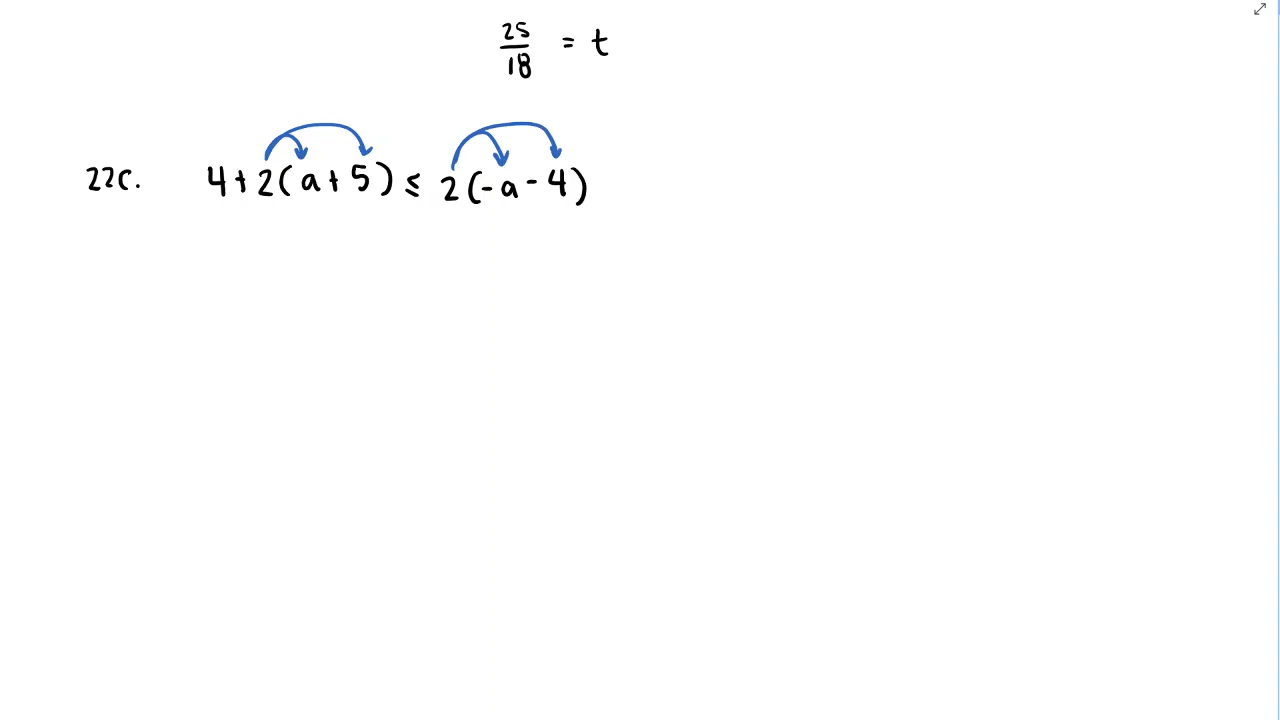 25/18 = t
22c. 4+2(a+5) ≤ 2(-a-4)